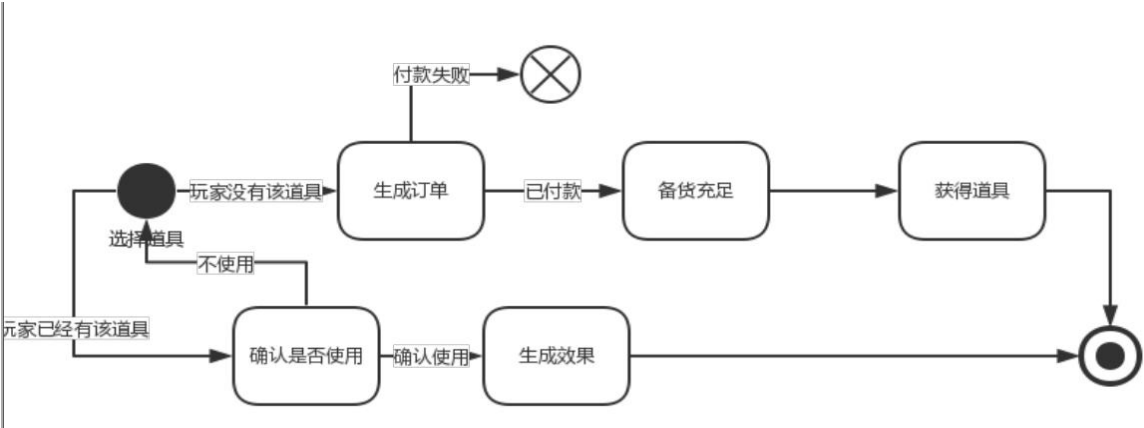 付款失败
玩家没有该道具
生成订单
已付款
备货充足
获得道具
选择道具
不使用
玩家已经有该道具
确认是否使用
确认使用
生成效果